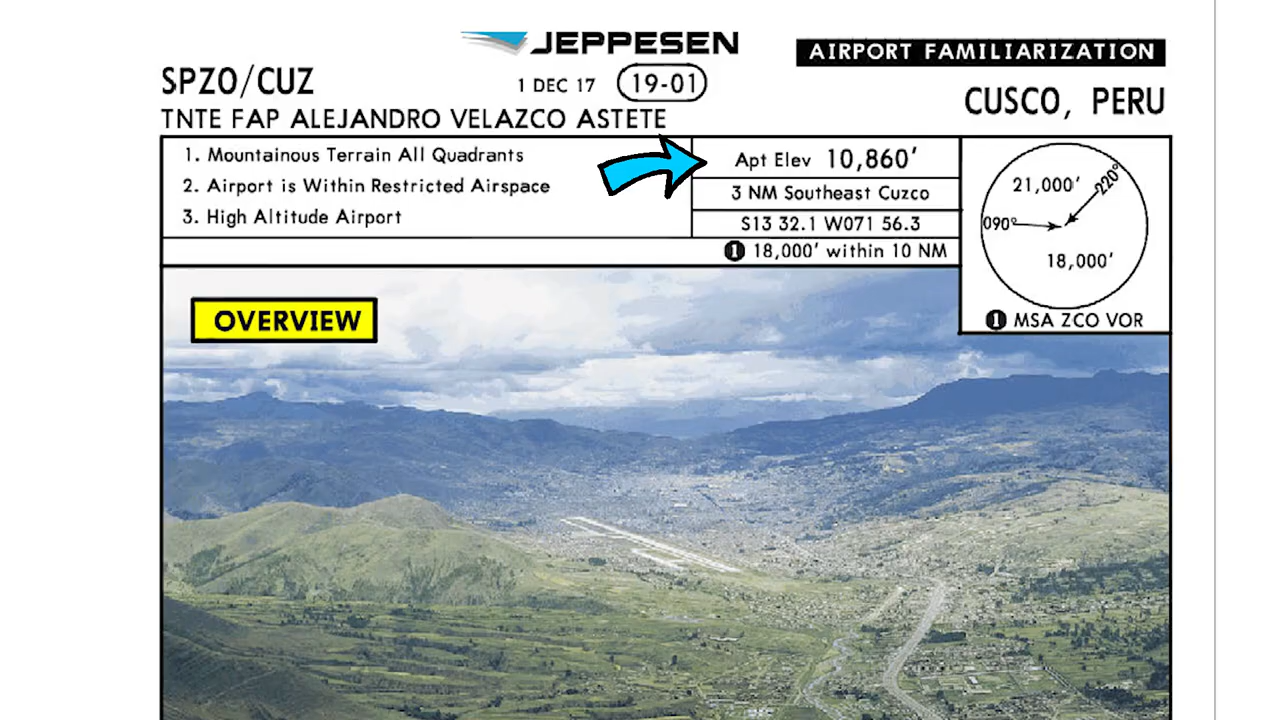 JEPPESEN
AIRPORT FAMILIARIZATION
SPZO/CUZ
1 DEC 17
19-01
CUSCO, PERU
TNTE FAP ALEJANDRO VELAZCO ASTETE
1. Mountainous Terrain All Quadrants
2. Airport is Within Restricted Airspace
3. High Altitude Airport
Apt Elev 10,860'
3 NM Southeast Cuzco
S13 32.1 W071 56.3
1 18,000' within 10 NM
21,000'
220°
090°
18,000'
1 MSA ZCO VOR
OVERVIEW